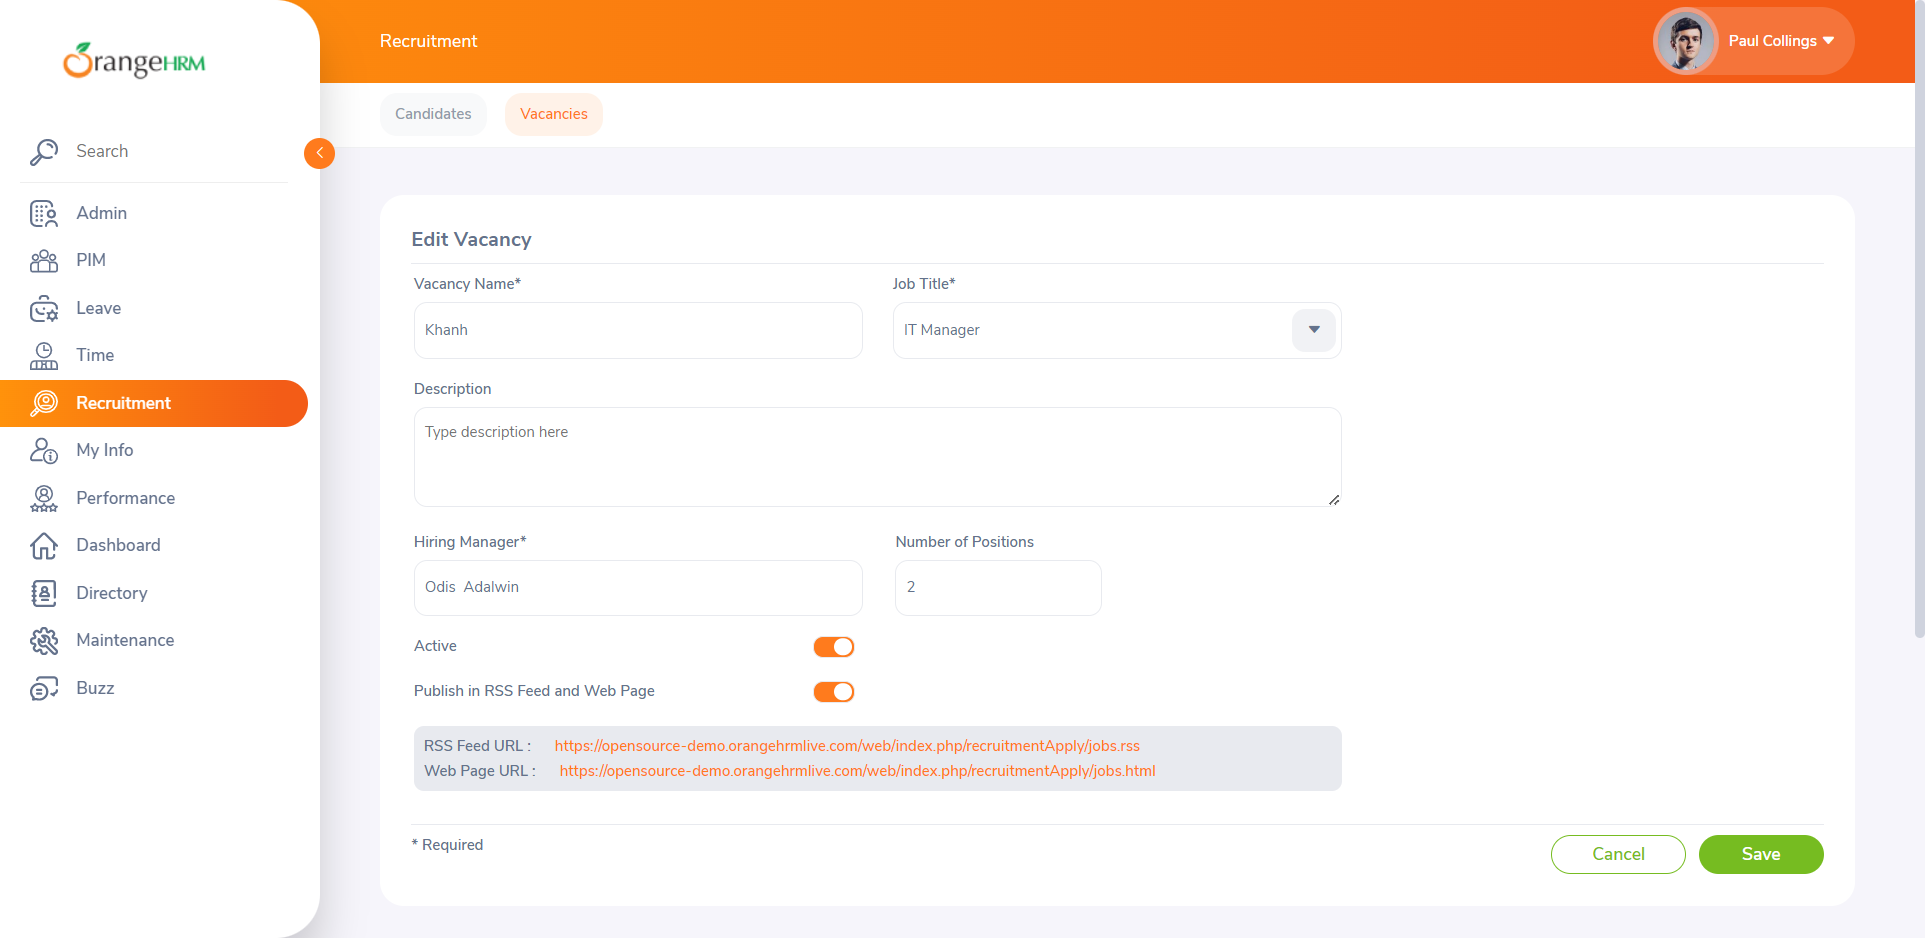 OrangeHRM
Recruitment
Paul Collings
Candidates
Vacancies
Search
Admin
PIM
Leave
Time
Recruitment
My Info
Performance
Dashboard
Directory
Maintenance
Buzz
Edit Vacancy
Vacancy Name*
Job Title*
Khanh
IT Manager
Description
Type description here
Hiring Manager*
Number of Positions
Odis  Adalwin
2
Active
Publish in RSS Feed and Web Page
RSS Feed URL : https://opensource-demo.orangehrmlive.com/web/index.php/recruitmentApply/jobs.rss
Web Page URL : https://opensource-demo.orangehrmlive.com/web/index.php/recruitmentApply/jobs.html
* Required
Cancel
Save